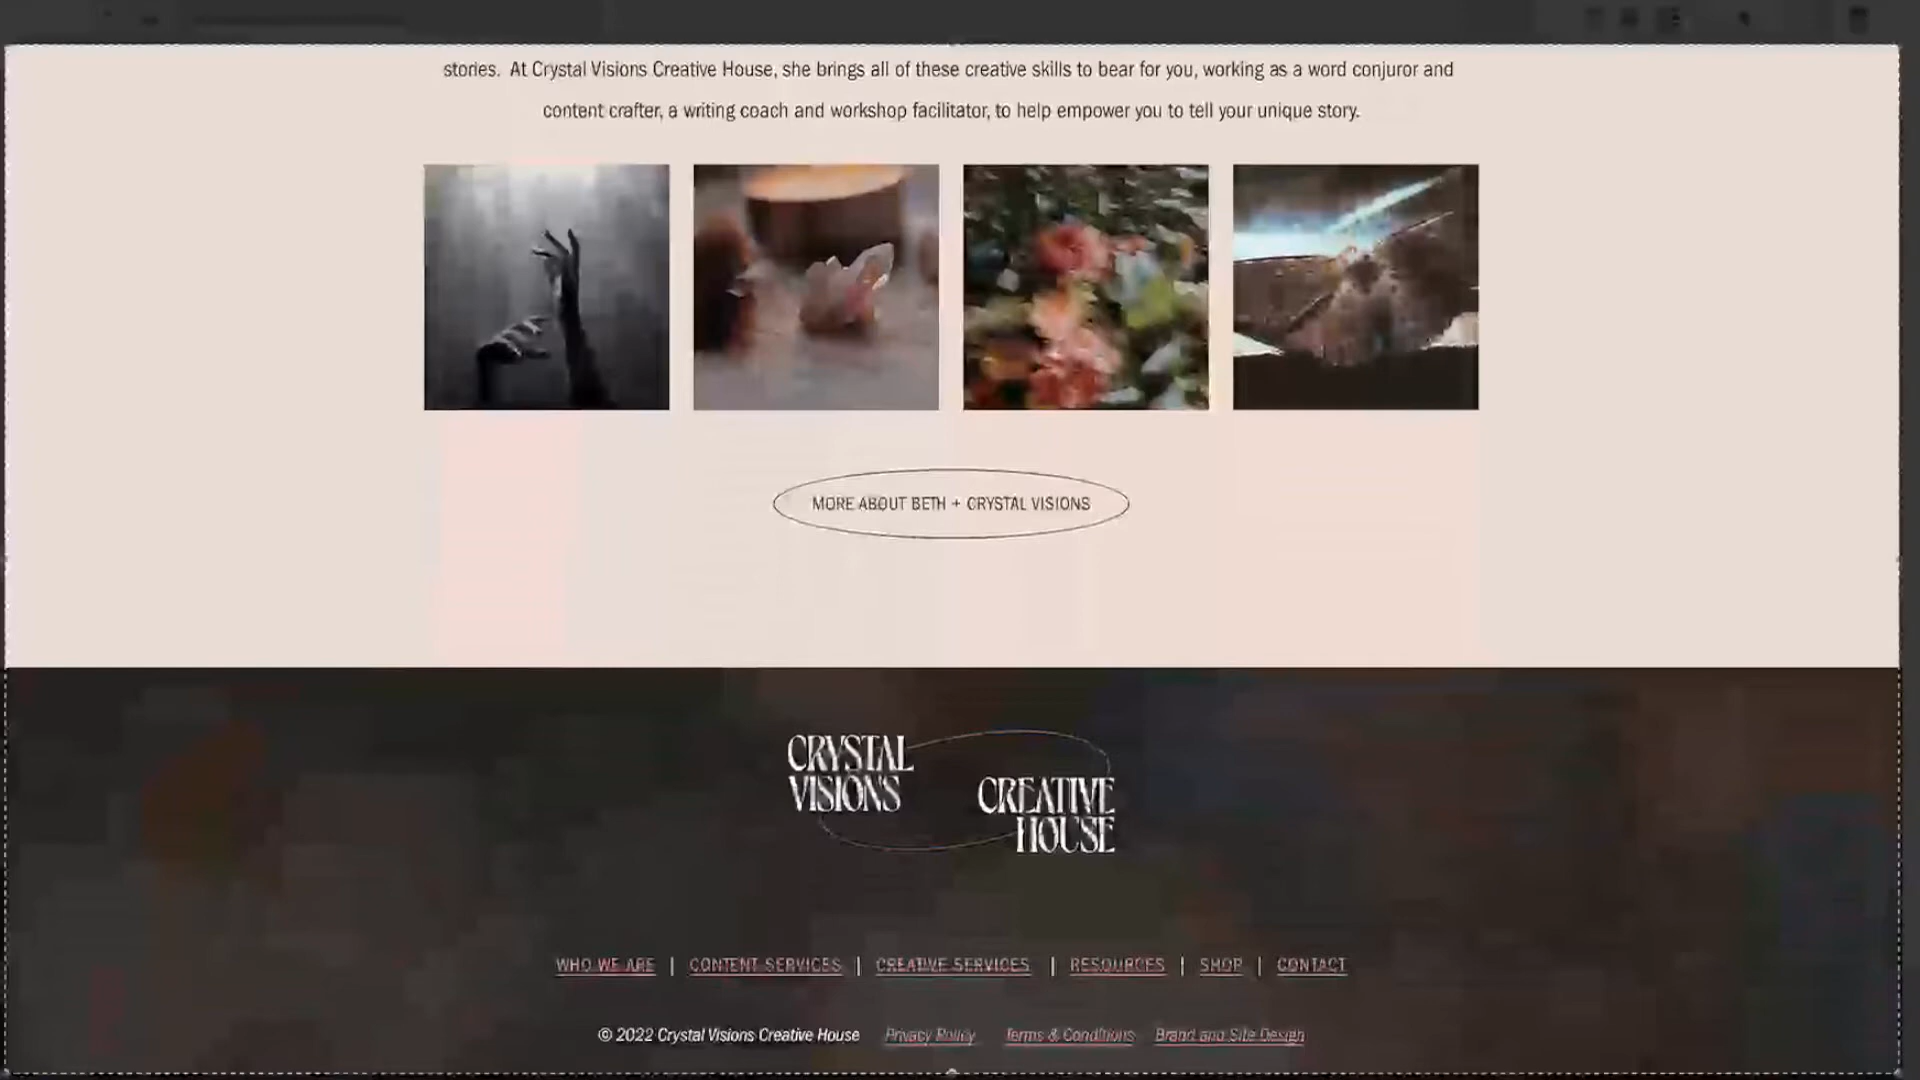 stories. At Crystal Visions Creative House, she brings all of these creative skills to bear for you, working as a word conjuror and
content crafter, a writing coach and workshop facilitator, to help empower you to tell your unique story.
MORE ABOUT BETH + CRYSTAL VISIONS
CRYSTAL
VISIONS
CREATIVE
HOUSE
WHO WE ARE | CONTENT SERVICES | CREATIVE SERVICES | RESOURCES | SHOP | CONTACT
© 2022 Crystal Visions Creative House Privacy Policy Terms & Conditions Brand and Site Design